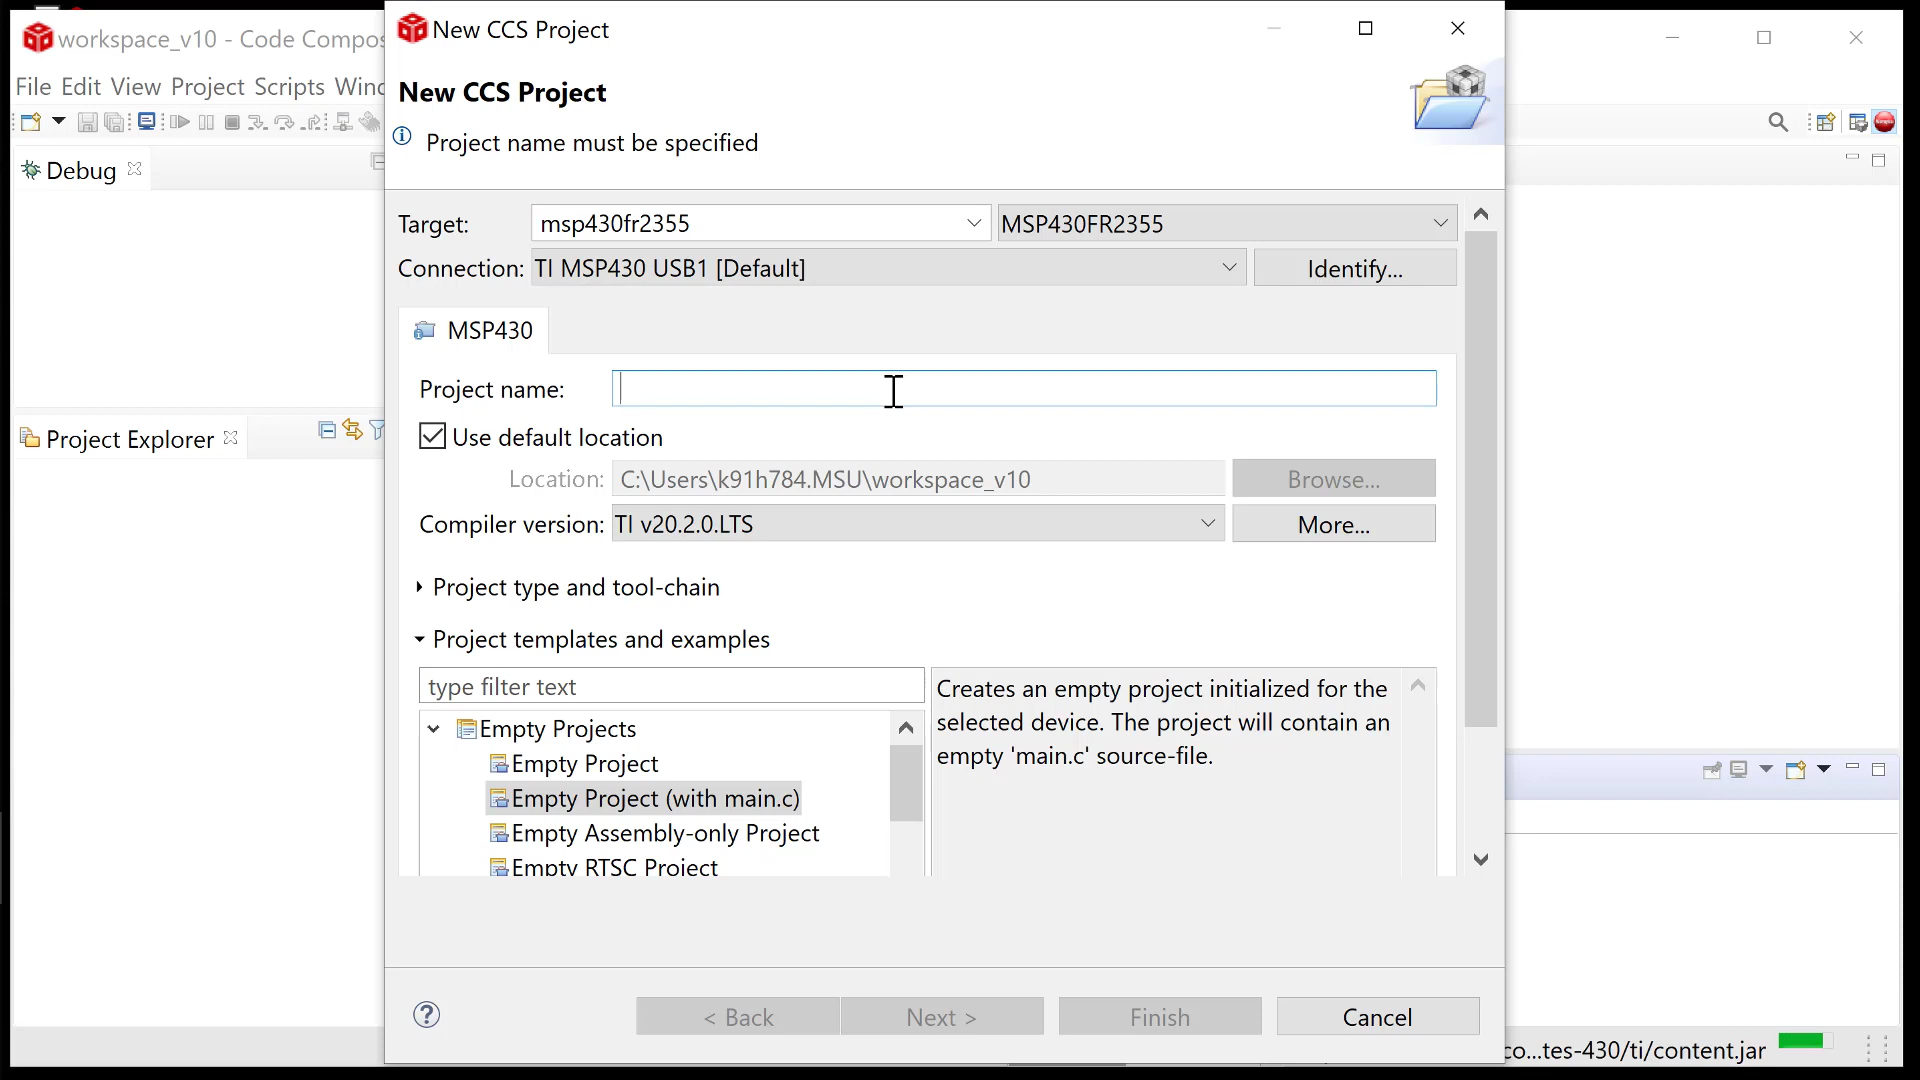 workspace_v10 - Code Compos
File Edit View Project Scripts Wind
Debug
Project Explorer
New CCS Project
New CCS Project
Project name must be specified
Target: msp430fr2355 MSP430FR2355
Connection: TI MSP430 USB1 [Default] Identify...
MSP430
Project name:
Use default location
Location: C:\Users\k91h784.MSU\workspace_v10 Browse...
Compiler version: TI v20.2.0.LTS More...
Project type and tool-chain
Project templates and examples
type filter text
Empty Projects
Empty Project
Empty Project (with main.c)
Empty Assembly-only Project
Empty RTSC Project
Creates an empty project initialized for the
selected device. The project will contain an
empty 'main.c' source-file.
< Back Next > Finish Cancel
co...tes-430/ti/content.jar